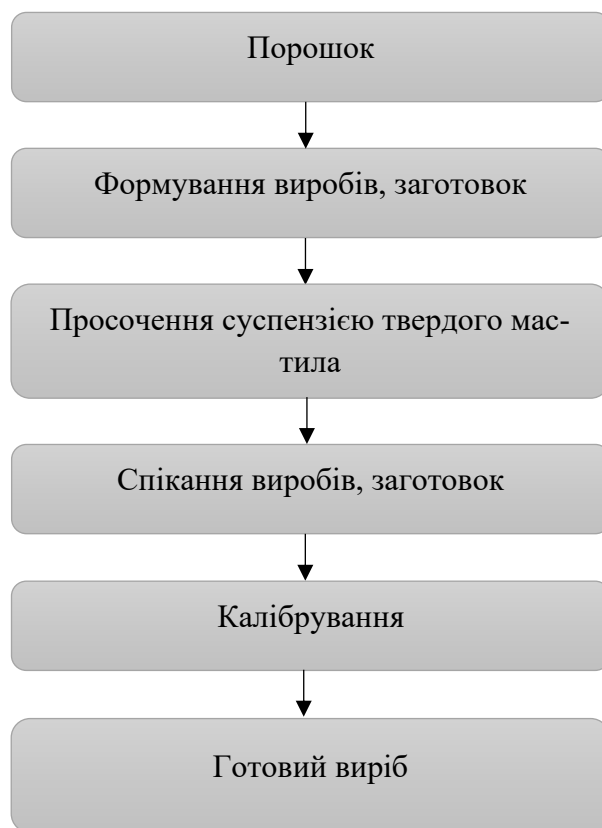 Порошок
Формування виробів, заготовок
Просочення суспензією твердого мас-
тила
Спікання виробів, заготовок
Калібрування
Готовий виріб